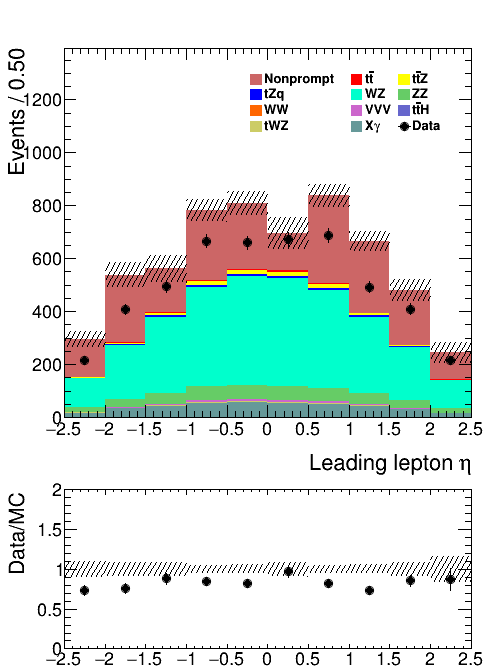 Events / 0.50
1200
1000
800
600
400
200
0
Nonprompt tt̄ tt̄Z
tZq WZ ZZ
WW VVV tt̄H
tWZ Xγ Data
−2.5 −2 −1.5 −1 −0.5 0 0.5 1 1.5 2 2.5
Leading lepton η
Data/MC
2
1.5
1
0.5
0
−2.5 −2 −1.5 −1 −0.5 0 0.5 1 1.5 2 2.5